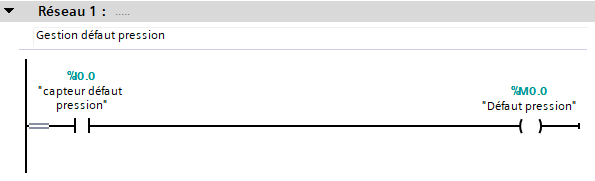 Réseau 1 : .....
Gestion défaut pression
%I0.0
"capteur défaut
pression"
%M0.0
"Défaut pression"